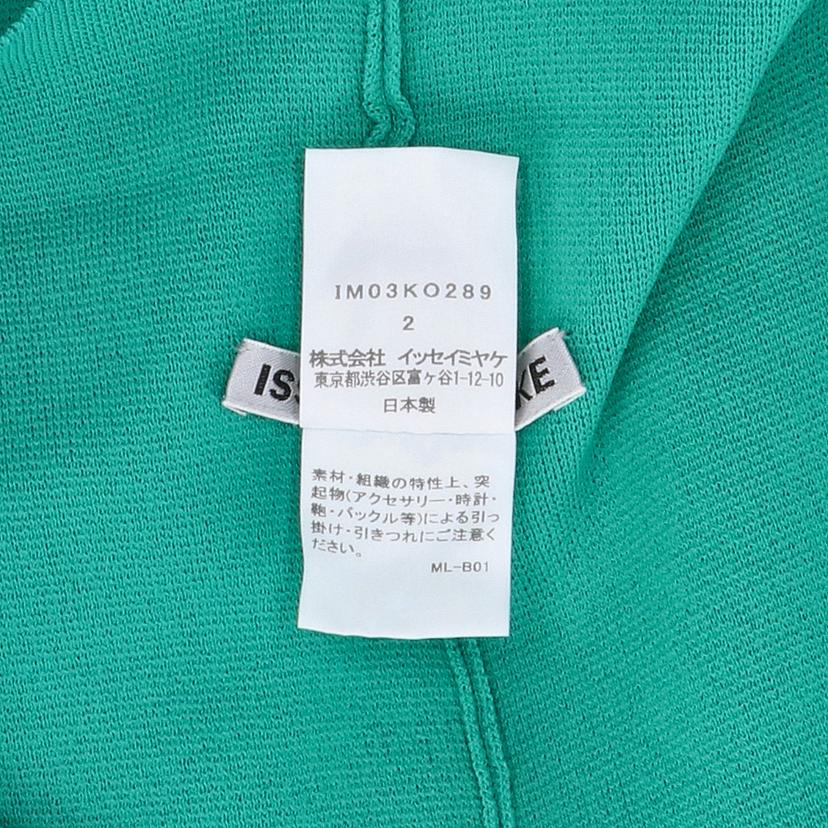 IM03KO289
2
株式会社 イッセイミヤケ
東京都渋谷区富ヶ谷1-12-10
日本製
ISS KE
素材・組織の特性上、突
起物(アクセサリー・時計・
鞄・バックル等)による引っ
掛け・引きつれにご注意く
ださい。
ML-B01